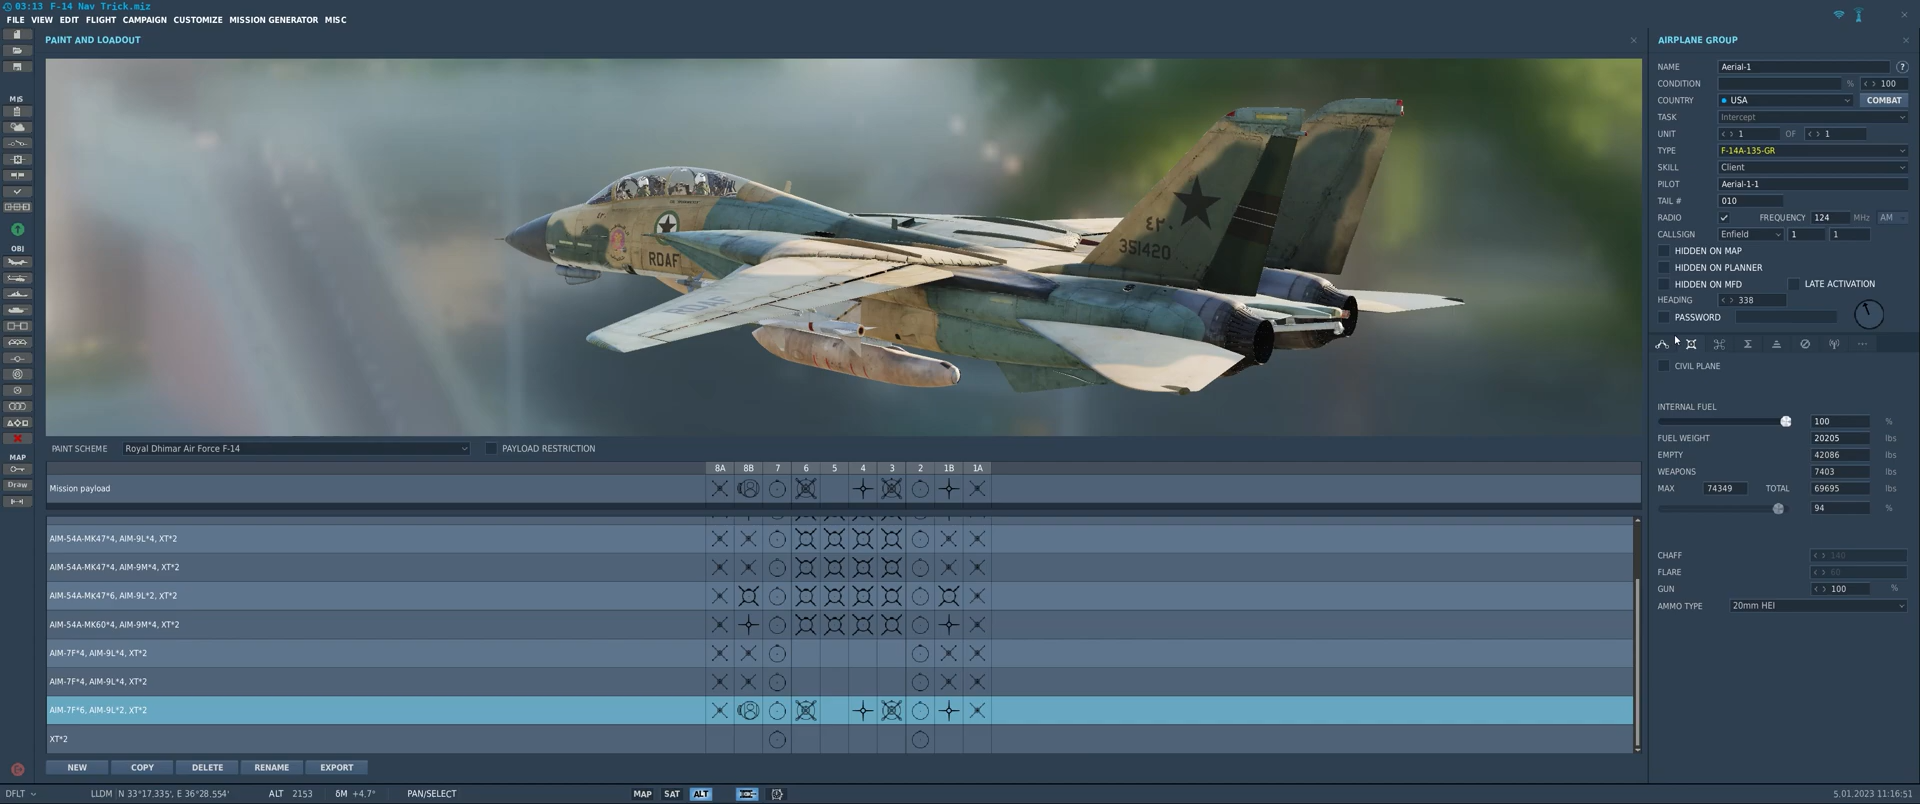 03:13 F-14 Nav Trick.miz
FILE VIEW EDIT FLIGHT CAMPAIGN CUSTOMIZE MISSION GENERATOR MISC
PAINT AND LOADOUT
AIRPLANE GROUP
NAME Aerial-1 ?
CONDITION % < > 100
COUNTRY USA COMBAT
TASK Intercept
UNIT < > 1 OF < > 1
TYPE F-14A-135-GR
SKILL Client
PILOT Aerial-1-1
TAIL # 010
RADIO FREQUENCY 124 MHz AM
CALLSIGN Enfield 1 1
HIDDEN ON MAP
HIDDEN ON PLANNER
HIDDEN ON MFD LATE ACTIVATION
HEADING < > 338
PASSWORD
CIVIL PLANE
INTERNAL FUEL
100 %
FUEL WEIGHT 20205 lbs
EMPTY 42086 lbs
WEAPONS 7403 lbs
MAX 74349 TOTAL 69695 lbs
94 %
CHAFF < > 140
FLARE < > 60
GUN < > 100 %
AMMO TYPE 20mm HEI
MIS
OBJ
MAP
Draw
RDAF
RDAF
٤٢٠
351420
PAINT SCHEME Royal Dhimar Air Force F-14 PAYLOAD RESTRICTION
8A 8B 7 6 5 4 3 2 1B 1A
Mission payload
AIM-54A-MK47*4, AIM-9L*4, XT*2
AIM-54A-MK47*4, AIM-9M*4, XT*2
AIM-54A-MK47*6, AIM-9L*2, XT*2
AIM-54A-MK60*4, AIM-9M*4, XT*2
AIM-7F*4, AIM-9L*4, XT*2
AIM-7F*4, AIM-9L*4, XT*2
AIM-7F*6, AIM-9L*2, XT*2
XT*2
NEW COPY DELETE RENAME EXPORT
DFLT LLDM N 33°17.335', E 36°28.554' ALT 2153 δM +4.7° PAN/SELECT MAP SAT ALT 5.01.2023 11:16:51